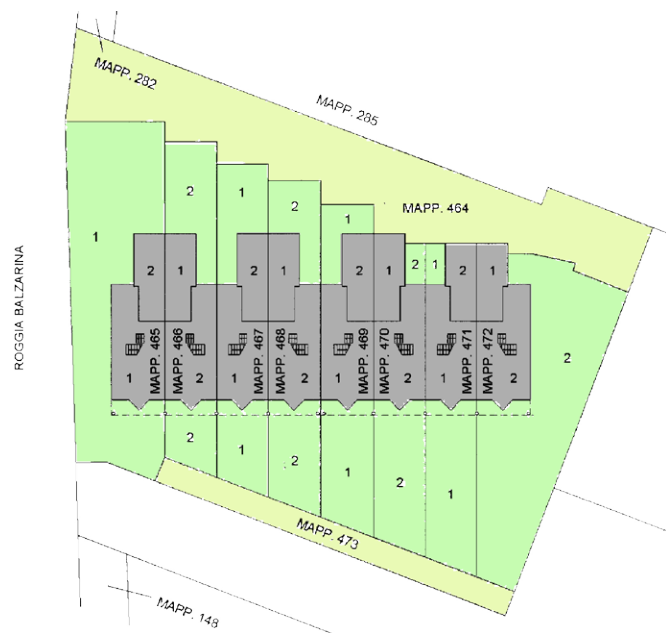 MAPP. 282
MAPP. 285
2
1
2
1
MAPP. 464
1
ROGGIA BALZARINA
2
1
2
1
2
1
2
1
2
1
2
MAPP. 465
MAPP. 466
MAPP. 467
MAPP. 468
MAPP. 469
MAPP. 470
MAPP. 471
MAPP. 472
1
2
1
2
1
2
1
2
2
1
2
1
2
1
MAPP. 473
MAPP. 148